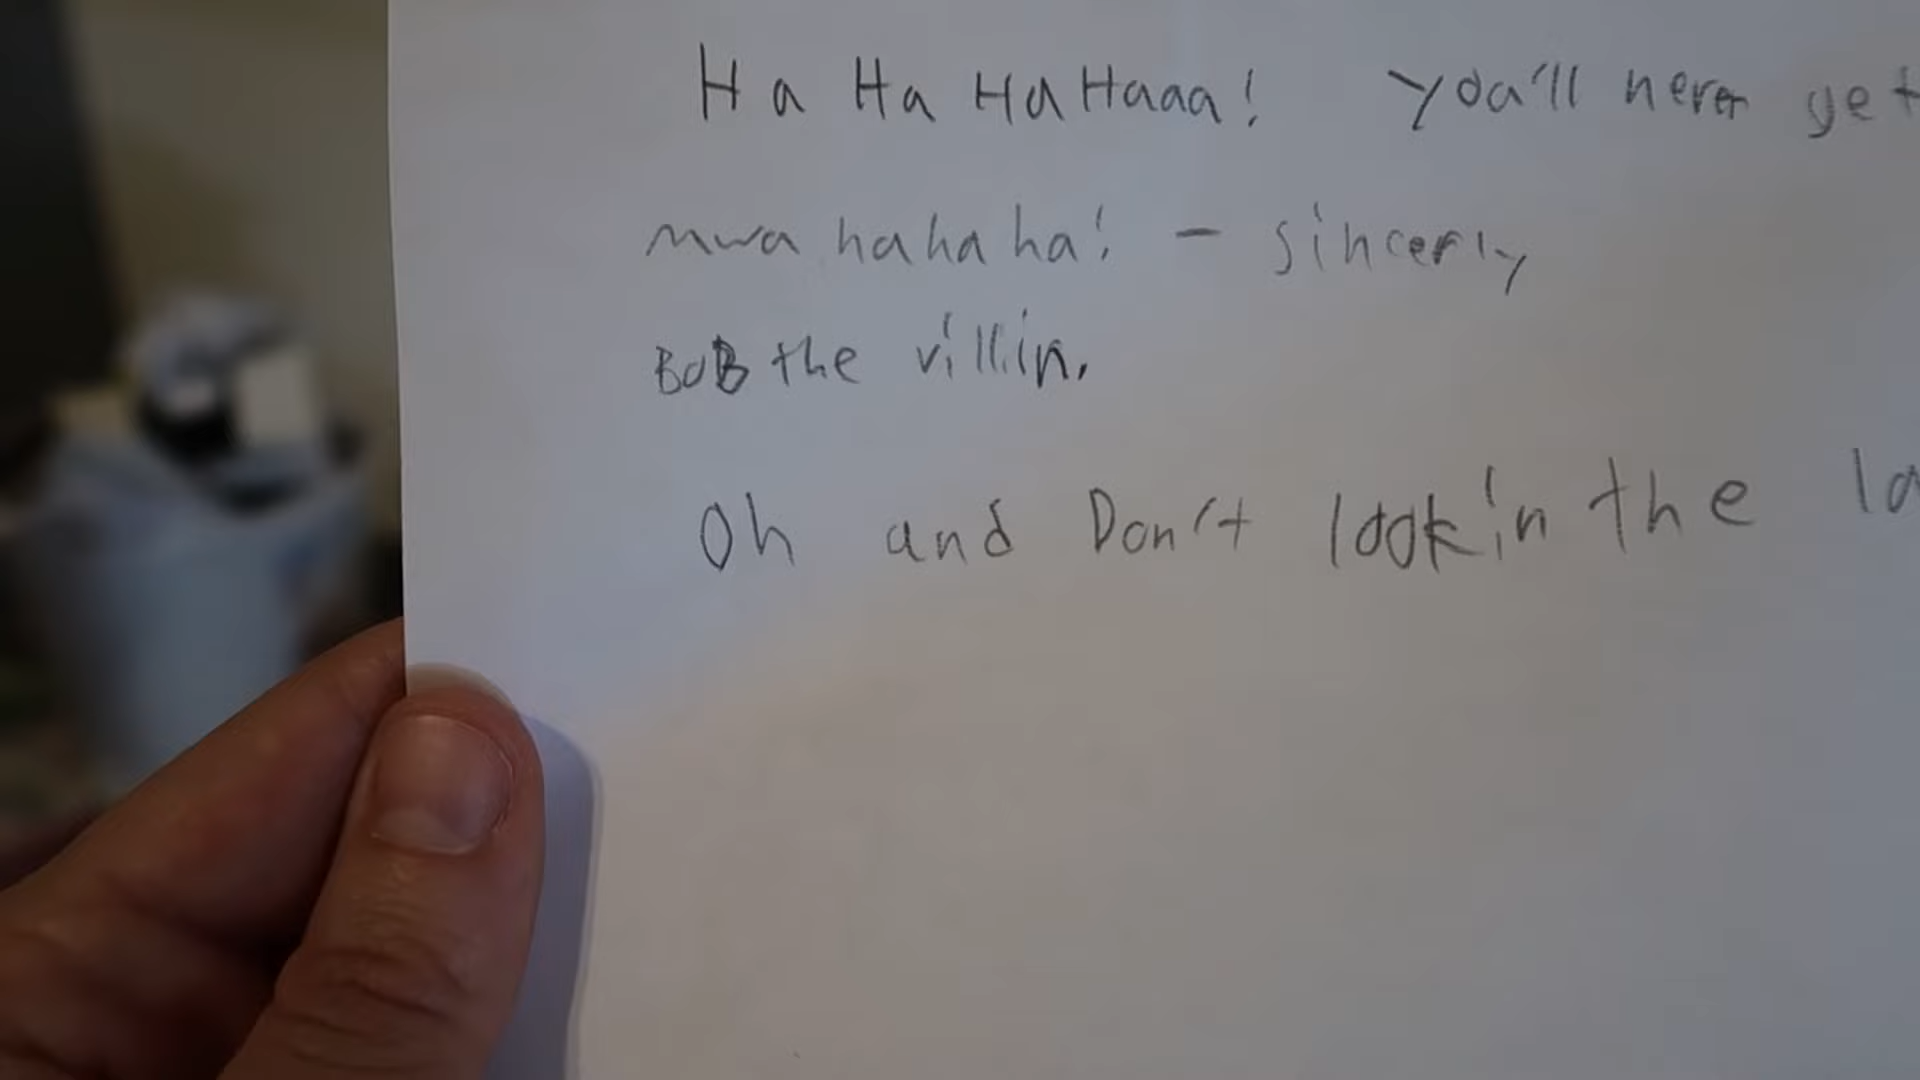 Ha Ha HaHaaa! you'll never get
mwa hahaha! - sincerly
BoB the villin.
Oh and Don't look in the